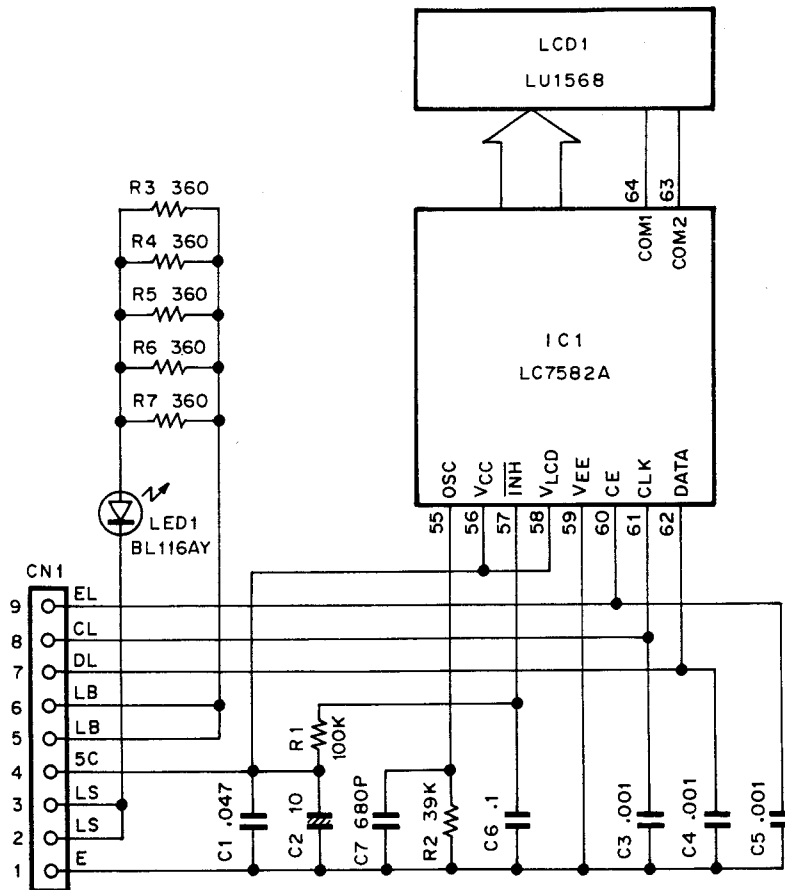 LCD1
LU1568
64
63
COM1
COM2
R3 360
R4 360
R5 360
R6 360
R7 360
IC1
LC7582A
OSC
VCC
INH
VLCD
VEE
CE
CLK
DATA
55
56
57
58
59
60
61
62
LED1
BL116AY
CN1
9 EL
8 CL
7 DL
6 LB
5 LB
4 5C
3 LS
2 LS
1 E
R1
100K
C1 .047
C2 10
C7 680P
R2 39K
C6 .1
C3 .001
C4 .001
C5 .001